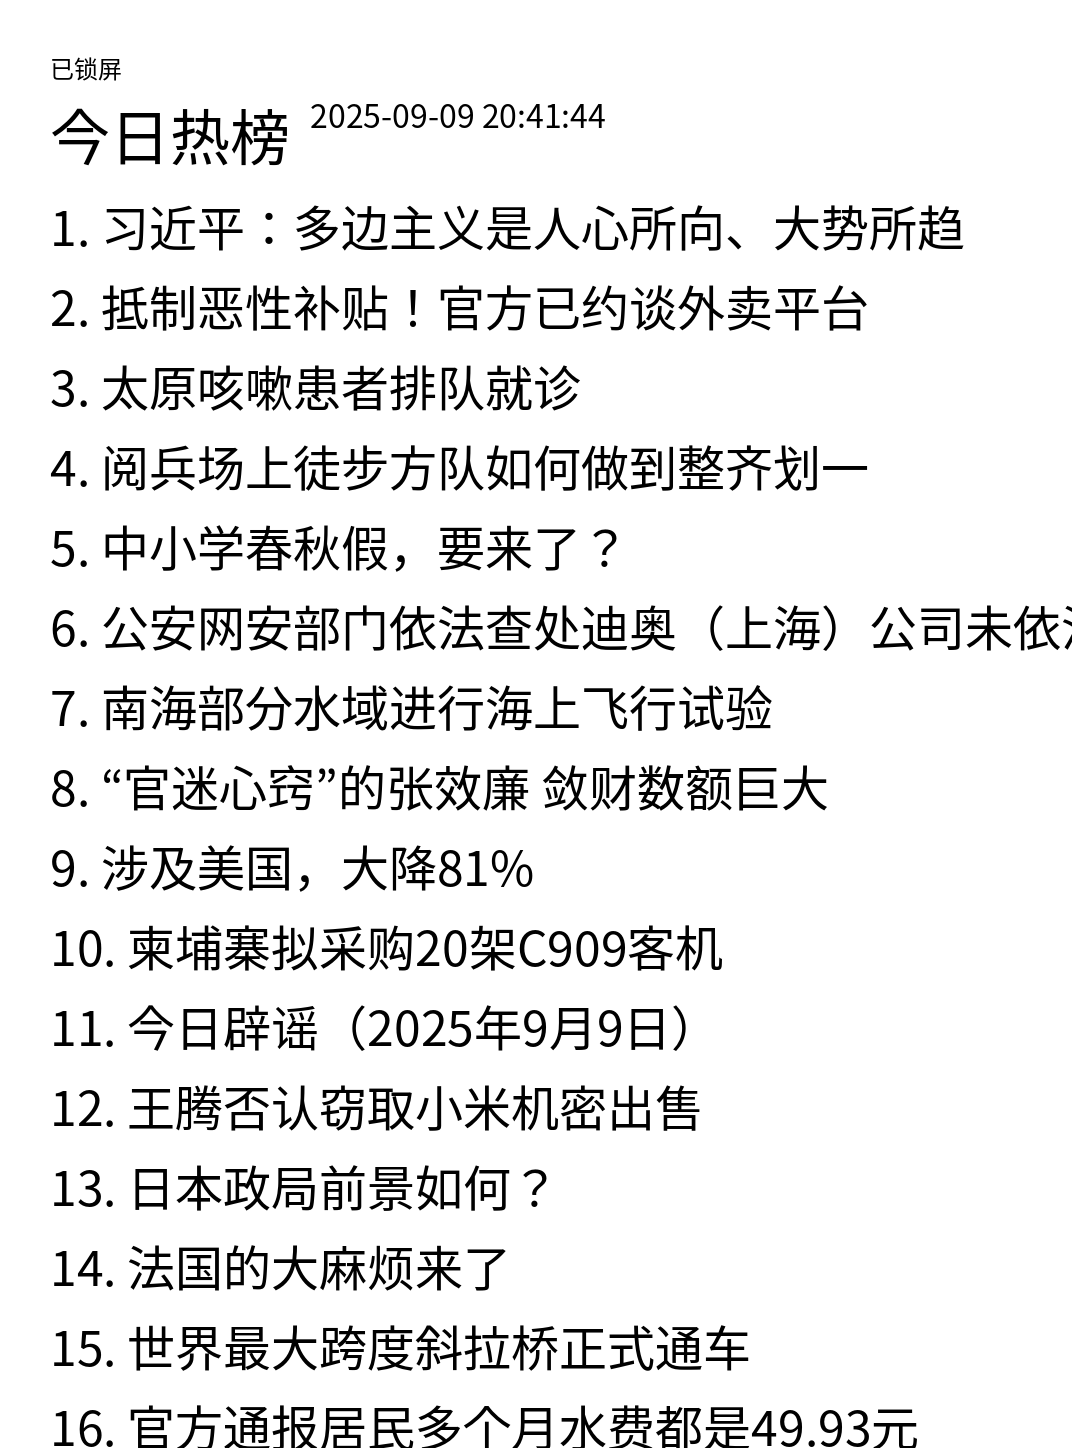 已锁屏
今日热榜 2025-09-09 20:41:44
1. 习近平：多边主义是人心所向、大势所趋
2. 抵制恶性补贴！官方已约谈外卖平台
3. 太原咳嗽患者排队就诊
4. 阅兵场上徒步方队如何做到整齐划一
5. 中小学春秋假，要来了？
6. 公安网安部门依法查处迪奥（上海）公司未依
7. 南海部分水域进行海上飞行试验
8. “官迷心窍”的张效廉 敛财数额巨大
9. 涉及美国，大降81%
10. 柬埔寨拟采购20架C909客机
11. 今日辟谣（2025年9月9日）
12. 王腾否认窃取小米机密出售
13. 日本政局前景如何？
14. 法国的大麻烦来了
15. 世界最大跨度斜拉桥正式通车
16. 官方通报居民多个月水费都是49.93元